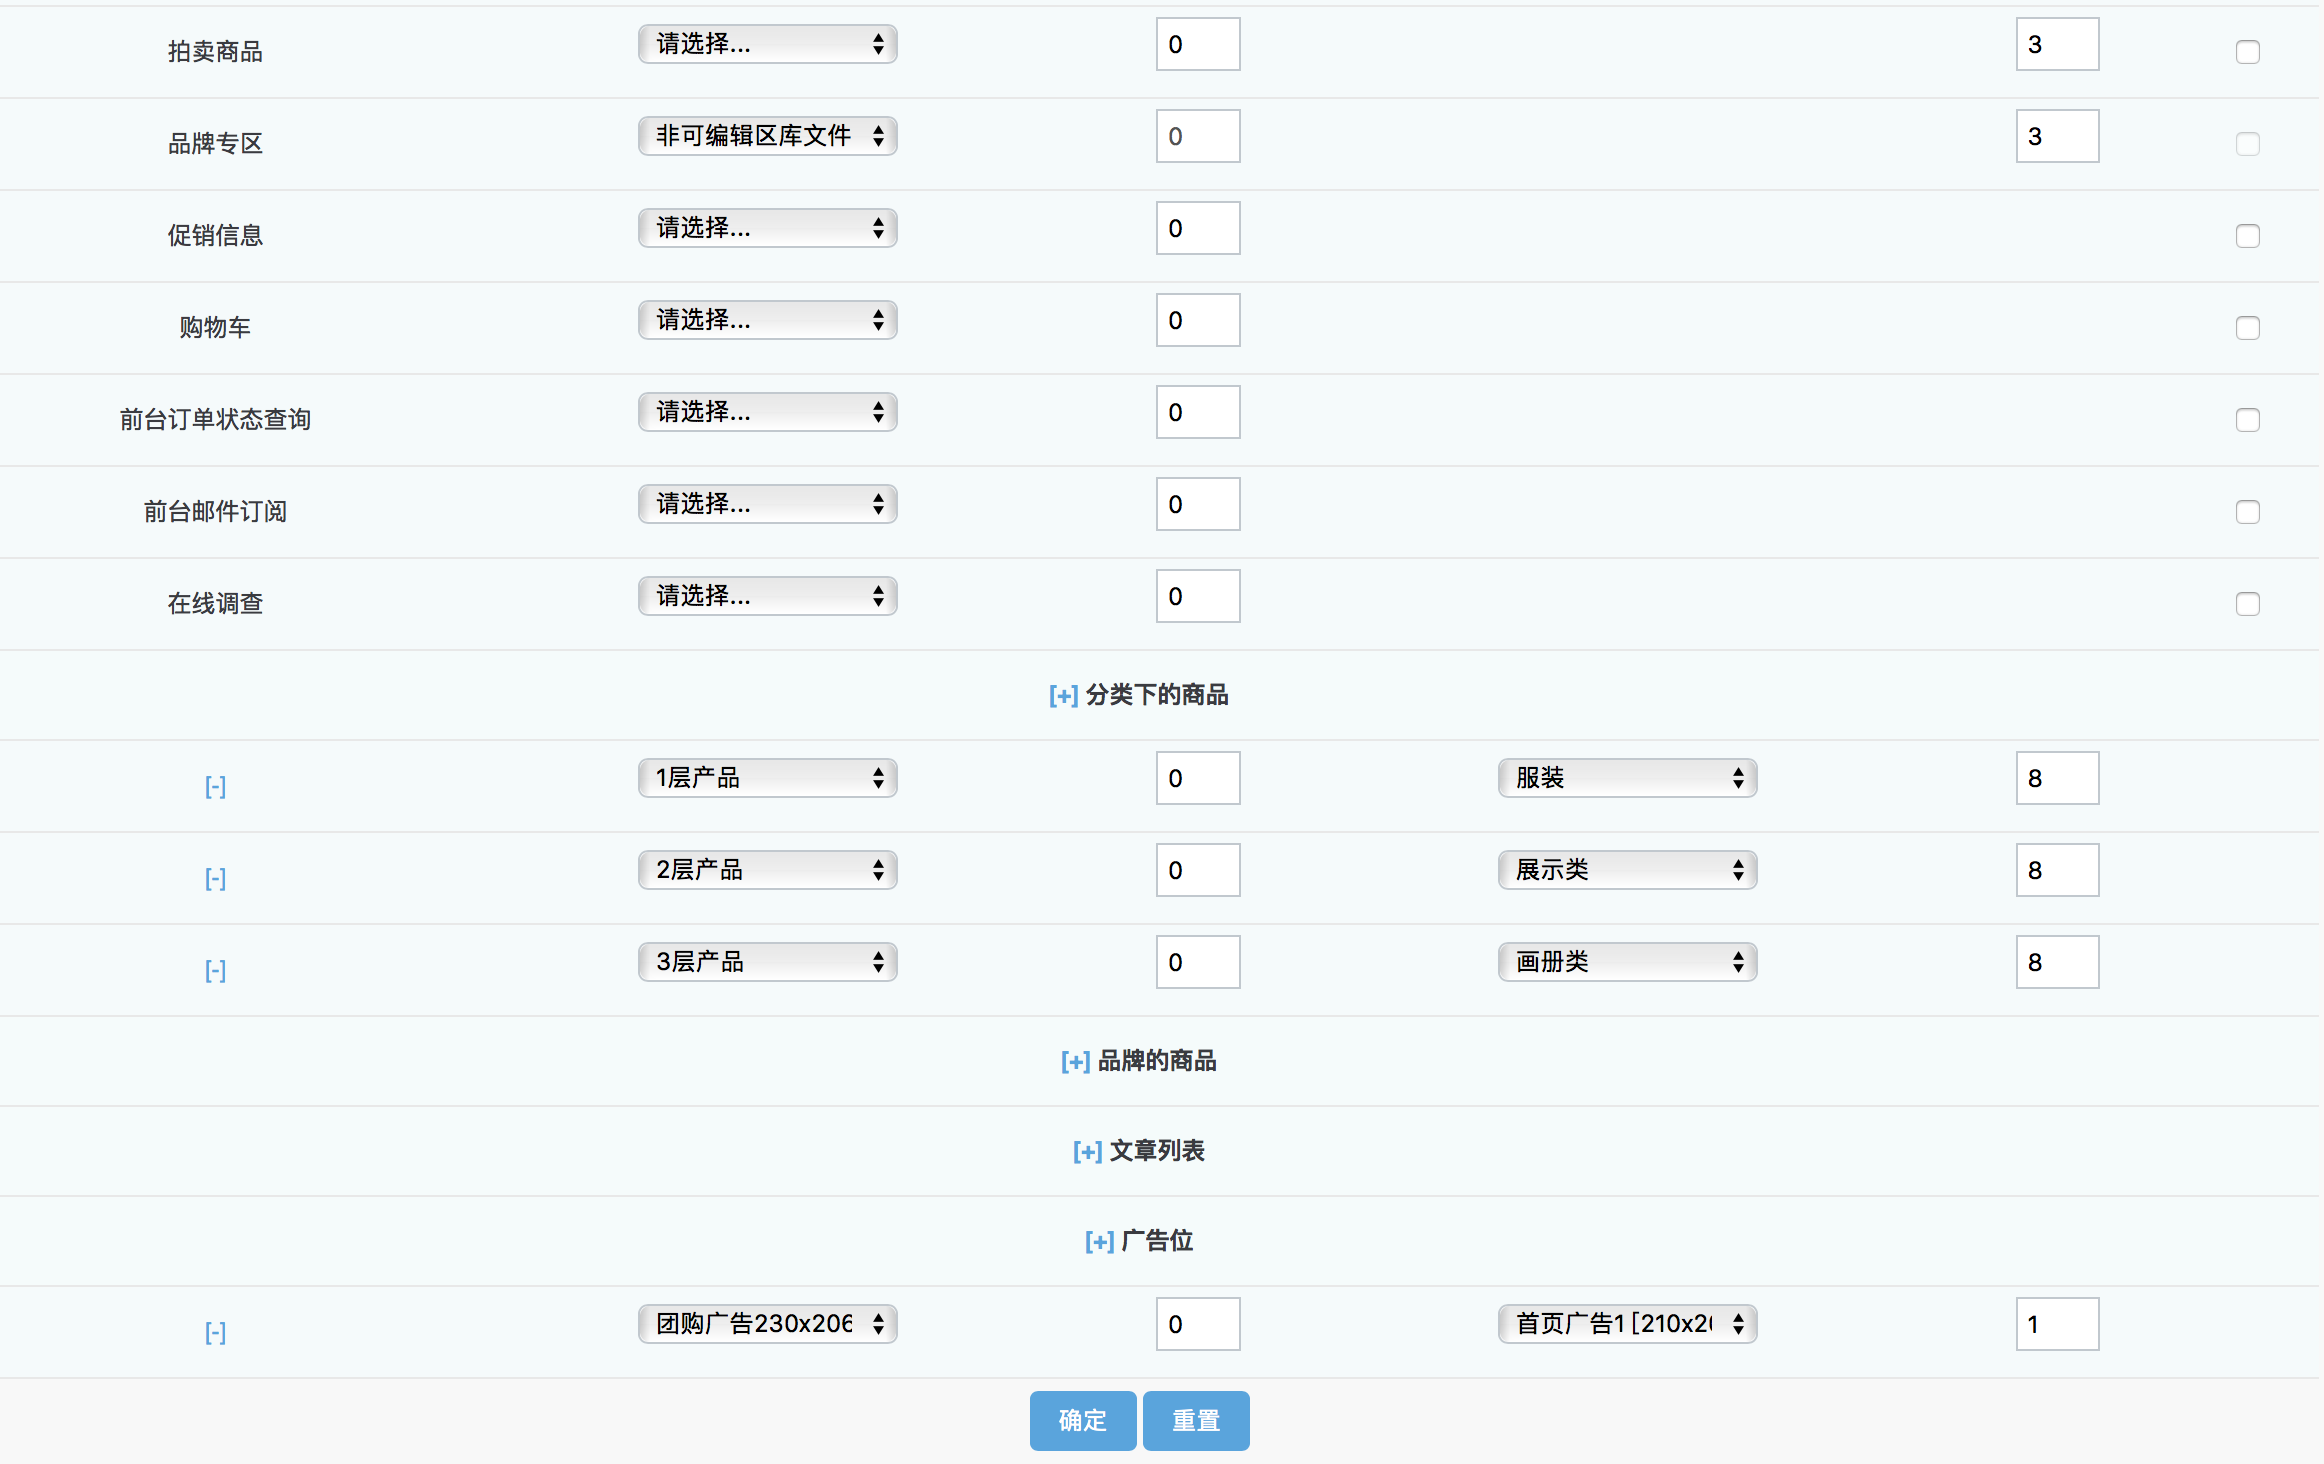 拍卖商品 请选择... 0 3
品牌专区 非可编辑区库文件 0 3
促销信息 请选择... 0
购物车 请选择... 0
前台订单状态查询 请选择... 0
前台邮件订阅 请选择... 0
在线调查 请选择... 0
[+] 分类下的商品
[-] 1层产品 0 服装 8
[-] 2层产品 0 展示类 8
[-] 3层产品 0 画册类 8
[+] 品牌的商品
[+] 文章列表
[+] 广告位
[-] 团购广告230x206 0 首页广告1 [210x20 1
确定 重置